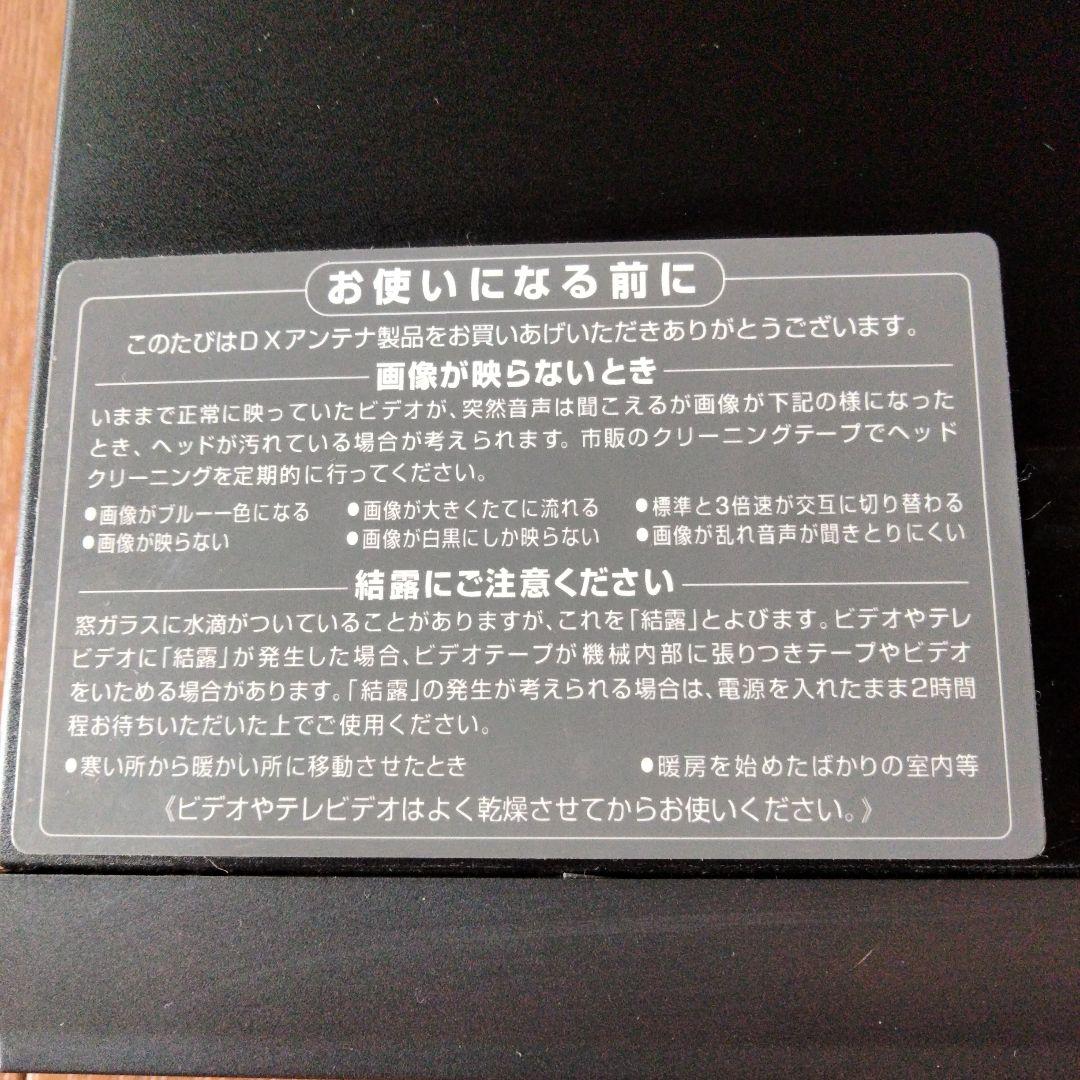 お使いになる前に
このたびはDXアンテナ製品をお買いあげいただきありがとうございます。
画像が映らないとき
いままで正常に映っていたビデオが、突然音声は聞こえるが画像が下記の様になった
とき、ヘッドが汚れている場合が考えられます。市販のクリーニングテープでヘッド
クリーニングを定期的に行ってください。
●画像がブルー一色になる ●画像が大きくたてに流れる ●標準と3倍速が交互に切り替わる
●画像が映らない ●画像が白黒にしか映らない ●画像が乱れ音声が聞きとりにくい
結露にご注意ください
窓ガラスに水滴がついていることがありますが、これを「結露」とよびます。ビデオやテレ
ビデオに「結露」が発生した場合、ビデオテープが機械内部に張りつきテープやビデオ
をいためる場合があります。「結露」の発生が考えられる場合は、電源を入れたまま2時間
程お待ちいただいた上でご使用ください。
●寒い所から暖かい所に移動させたとき ●暖房を始めたばかりの室内等
《ビデオやテレビデオはよく乾燥させてからお使いください。》